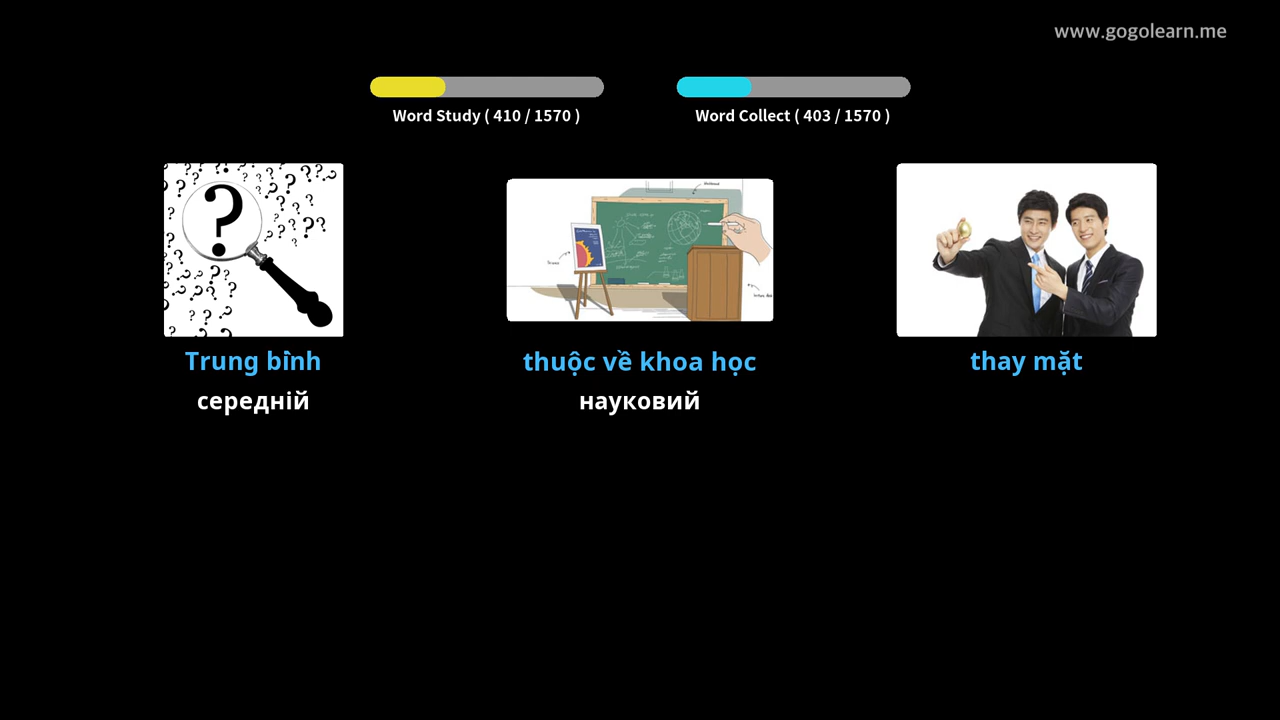 www.gogolearn.me
Word Study ( 410 / 1570 )
Word Collect ( 403 / 1570 )
Trung bình
thuộc về khoa học
thay mặt
середній
науковий